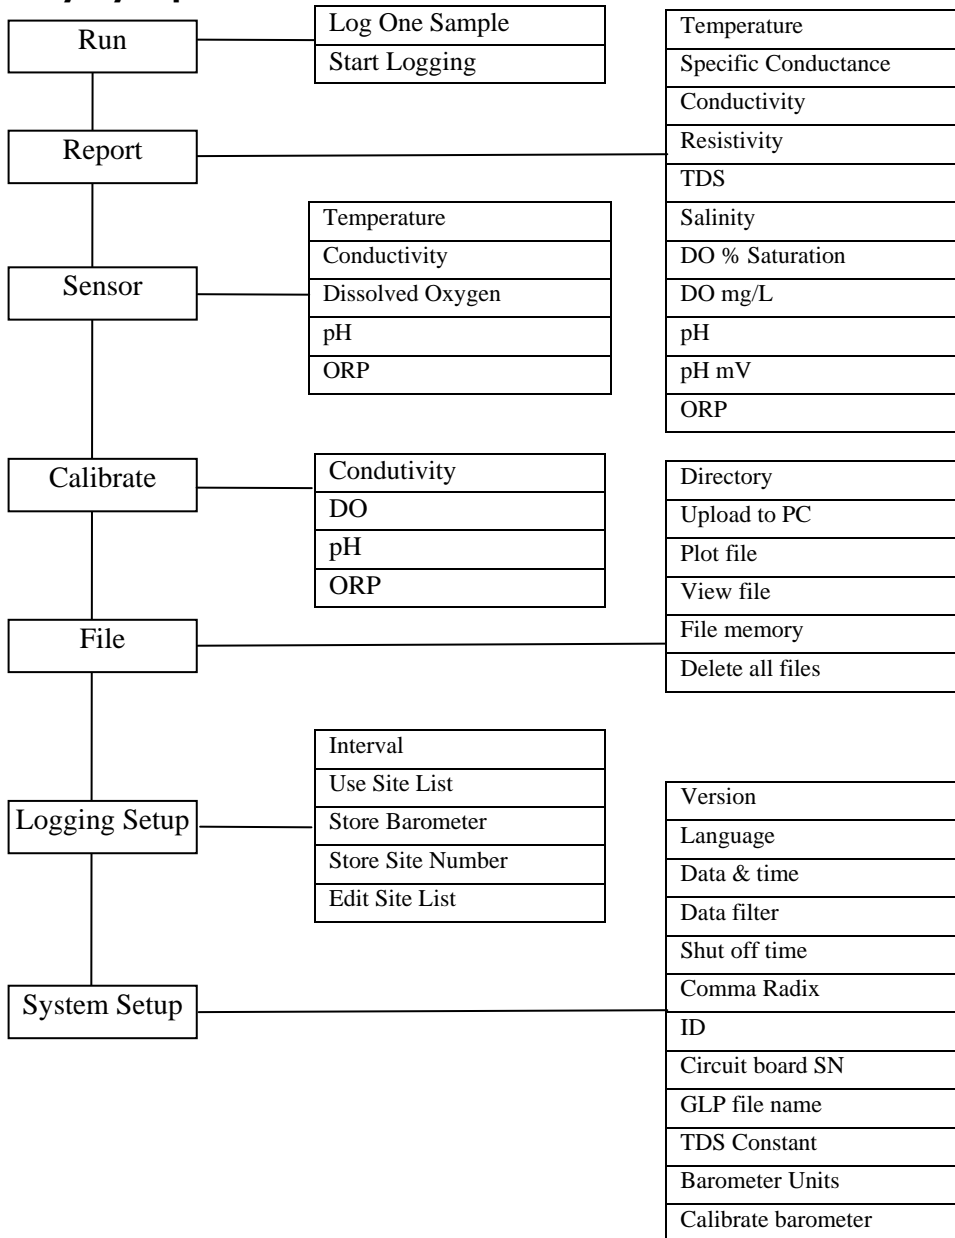 Run
Log One Sample
Start Logging
Report
Temperature
Specific Conductance
Conductivity
Resistivity
TDS
Salinity
DO % Saturation
DO mg/L
pH
pH mV
ORP
Sensor
Temperature
Conductivity
Dissolved Oxygen
pH
ORP
Calibrate
Condutivity
DO
pH
ORP
File
Directory
Upload to PC
Plot file
View file
File memory
Delete all files
Logging Setup
Interval
Use Site List
Store Barometer
Store Site Number
Edit Site List
System Setup
Version
Language
Data & time
Data filter
Shut off time
Comma Radix
ID
Circuit board SN
GLP file name
TDS Constant
Barometer Units
Calibrate barometer